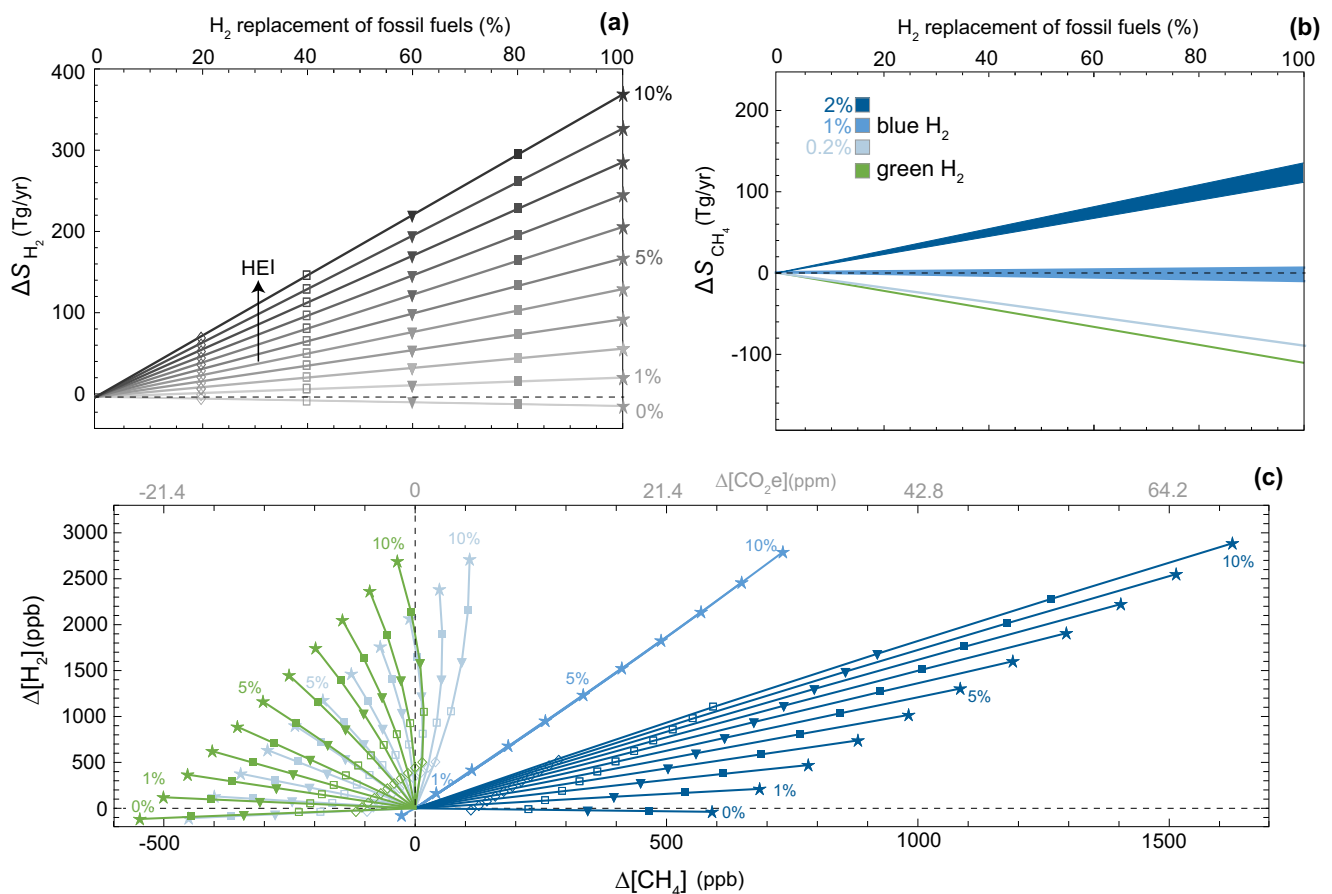 H2 replacement of fossil fuels (%)
(a)
0 20 40 60 80 100
400
300
200
100
0
ΔS_H2 (Tg/yr)
HEI
10%
5%
1%
0%
H2 replacement of fossil fuels (%)
(b)
0 20 40 60 80 100
200
100
0
-100
ΔS_CH4 (Tg/yr)
2%
1% blue H2
0.2%
green H2
(c)
Δ[CO2e](ppm)
-21.4 0 21.4 42.8 64.2
3000
2500
2000
1500
1000
500
0
Δ[H2](ppb)
10%
5%
1%
0%
10%
5%
10%
5%
1%
10%
5%
1%
0%
-500 0 500 1000 1500
Δ[CH4] (ppb)